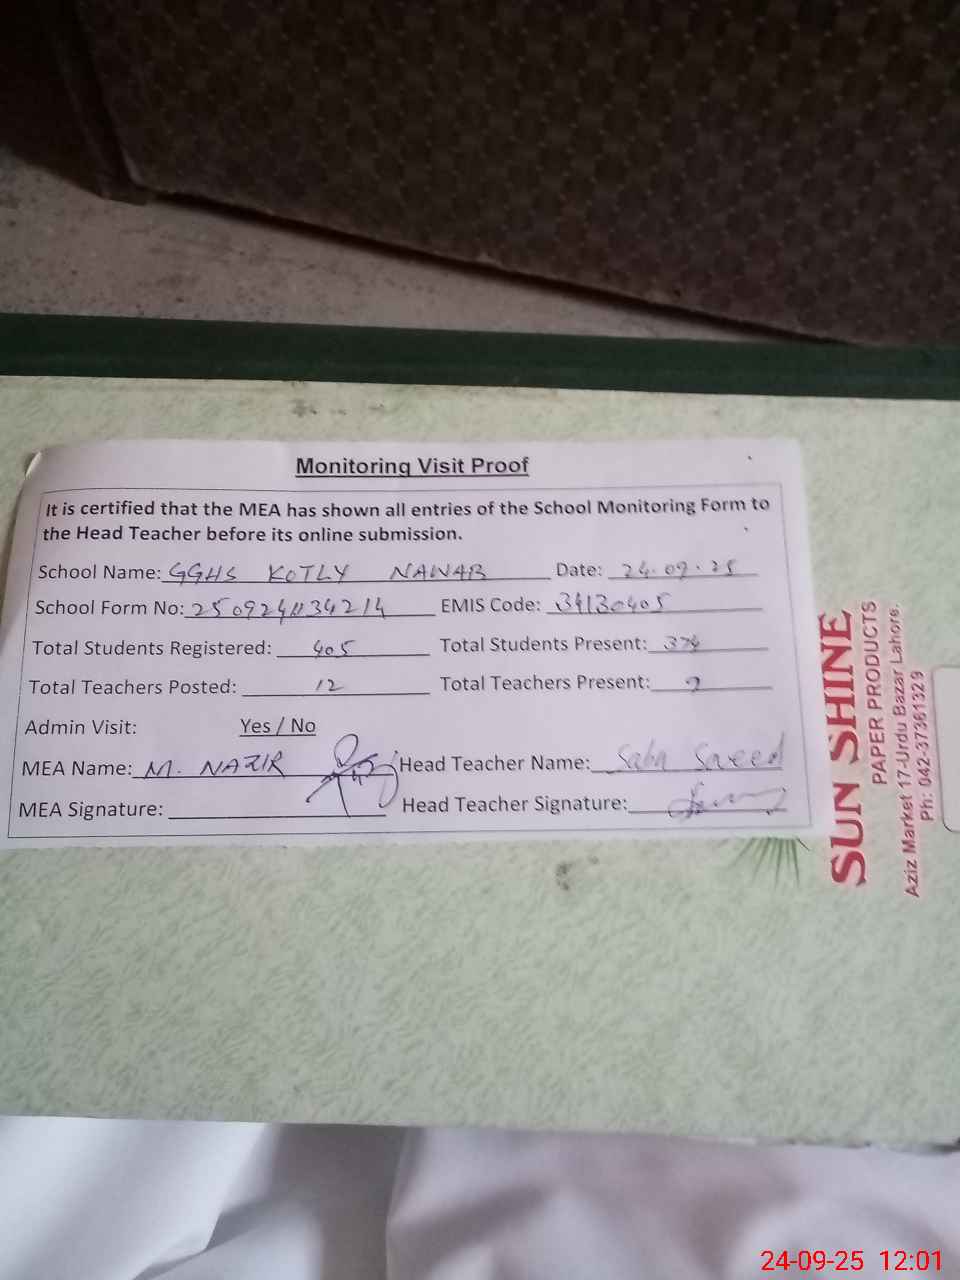 Monitoring Visit Proof
It is certified that the MEA has shown all entries of the School Monitoring Form to
the Head Teacher before its online submission.
School Name: GGHS KOTLY NAWAB Date: 24.09.25
School Form No: EMIS Code: 34130405
Total Students Registered: 405 Total Students Present: 374
Total Teachers Posted: 12 Total Teachers Present: 9
Admin Visit: Yes / No
MEA Name: M. NAZIR Head Teacher Name: Saba Saeed
MEA Signature: Head Teacher Signature:
SUN SHINE
PAPER PRODUCTS
Aziz Market 17-Urdu Bazar Lahore.
Ph: 042-37361329
24-09-25 12:01